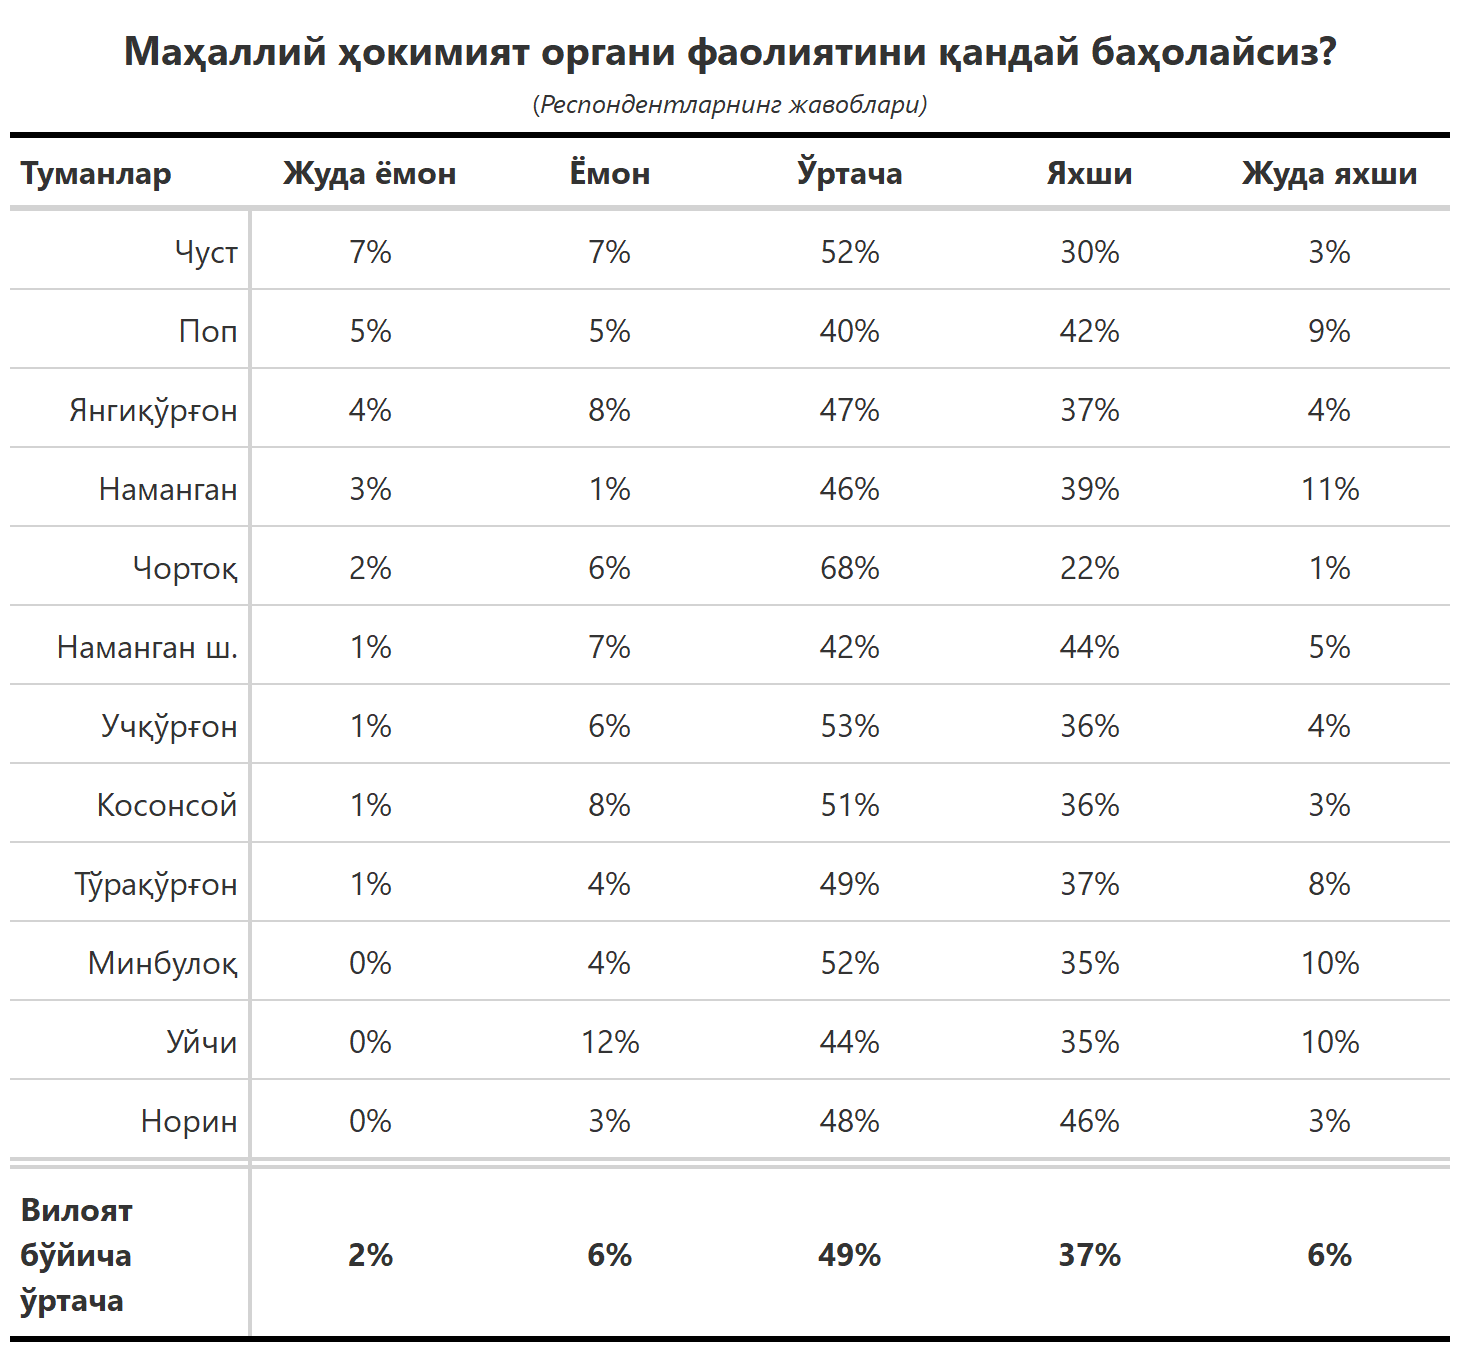 Маҳаллий ҳокимият органи фаолиятини қандай баҳолайсиз?
(Респондентларнинг жавоблари)
Туманлар Жуда ёмон Ёмон Ўртача Яхши Жуда яхши
Чуст 7% 7% 52% 30% 3%
Поп 5% 5% 40% 42% 9%
Янгиқўрғон 4% 8% 47% 37% 4%
Наманган 3% 1% 46% 39% 11%
Чортоқ 2% 6% 68% 22% 1%
Наманган ш. 1% 7% 42% 44% 5%
Учқўрғон 1% 6% 53% 36% 4%
Косонсой 1% 8% 51% 36% 3%
Тўрақўрғон 1% 4% 49% 37% 8%
Минбулоқ 0% 4% 52% 35% 10%
Уйчи 0% 12% 44% 35% 10%
Норин 0% 3% 48% 46% 3%
Вилоят
бўйича 2% 6% 49% 37% 6%
ўртача